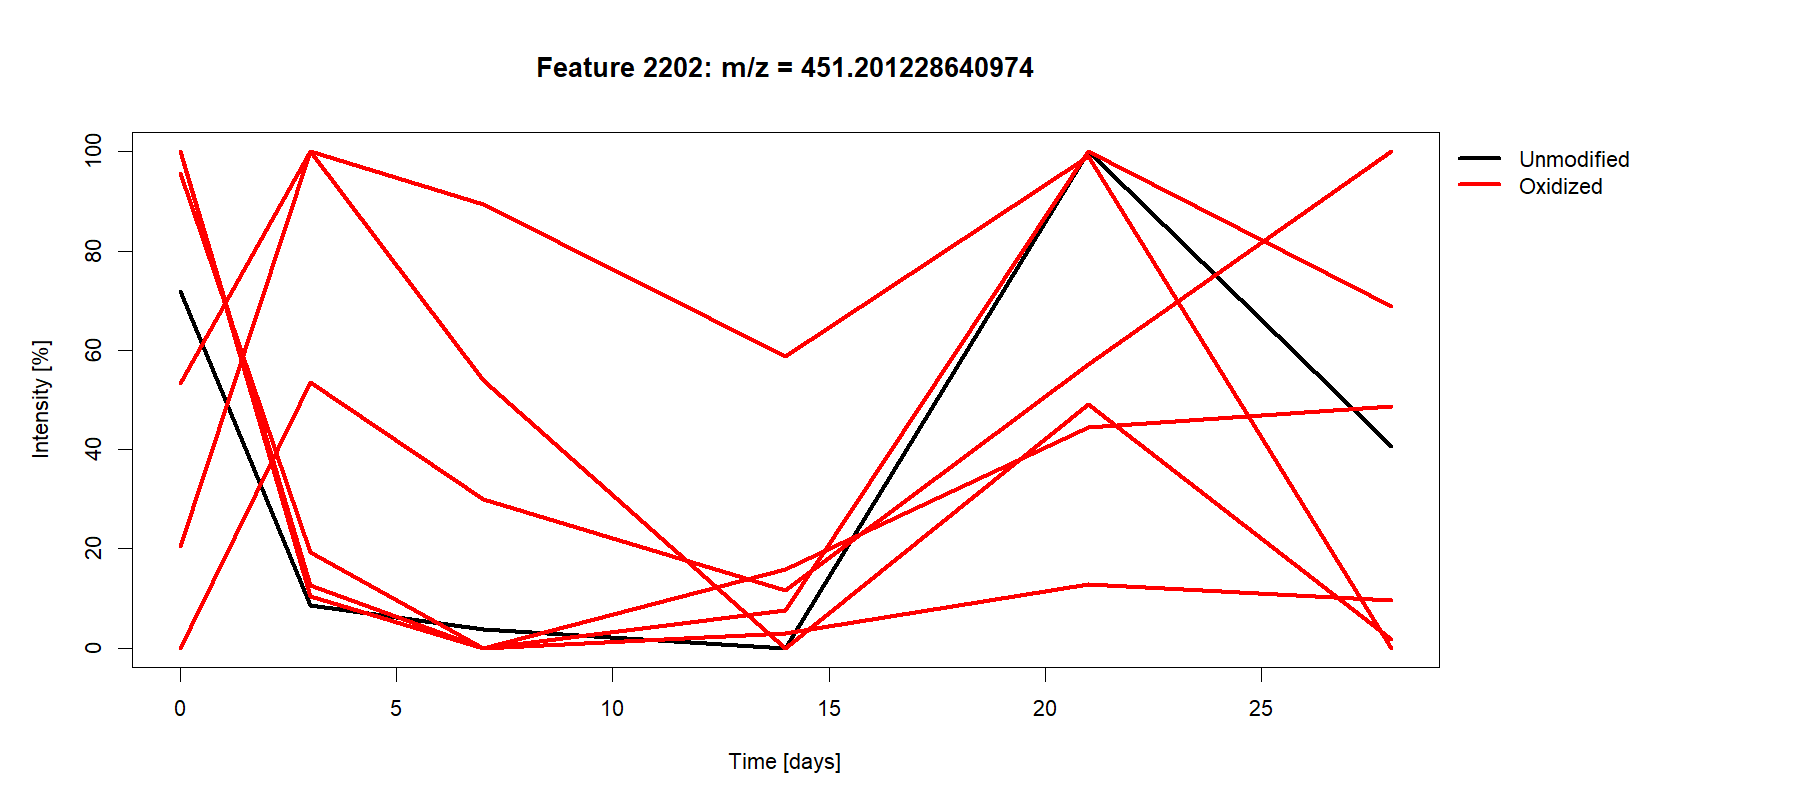 Feature 2202: m/z = 451.201228640974
Unmodified
Oxidized
Intensity [%]
100
80
60
40
20
0
0 5 10 15 20 25
Time [days]